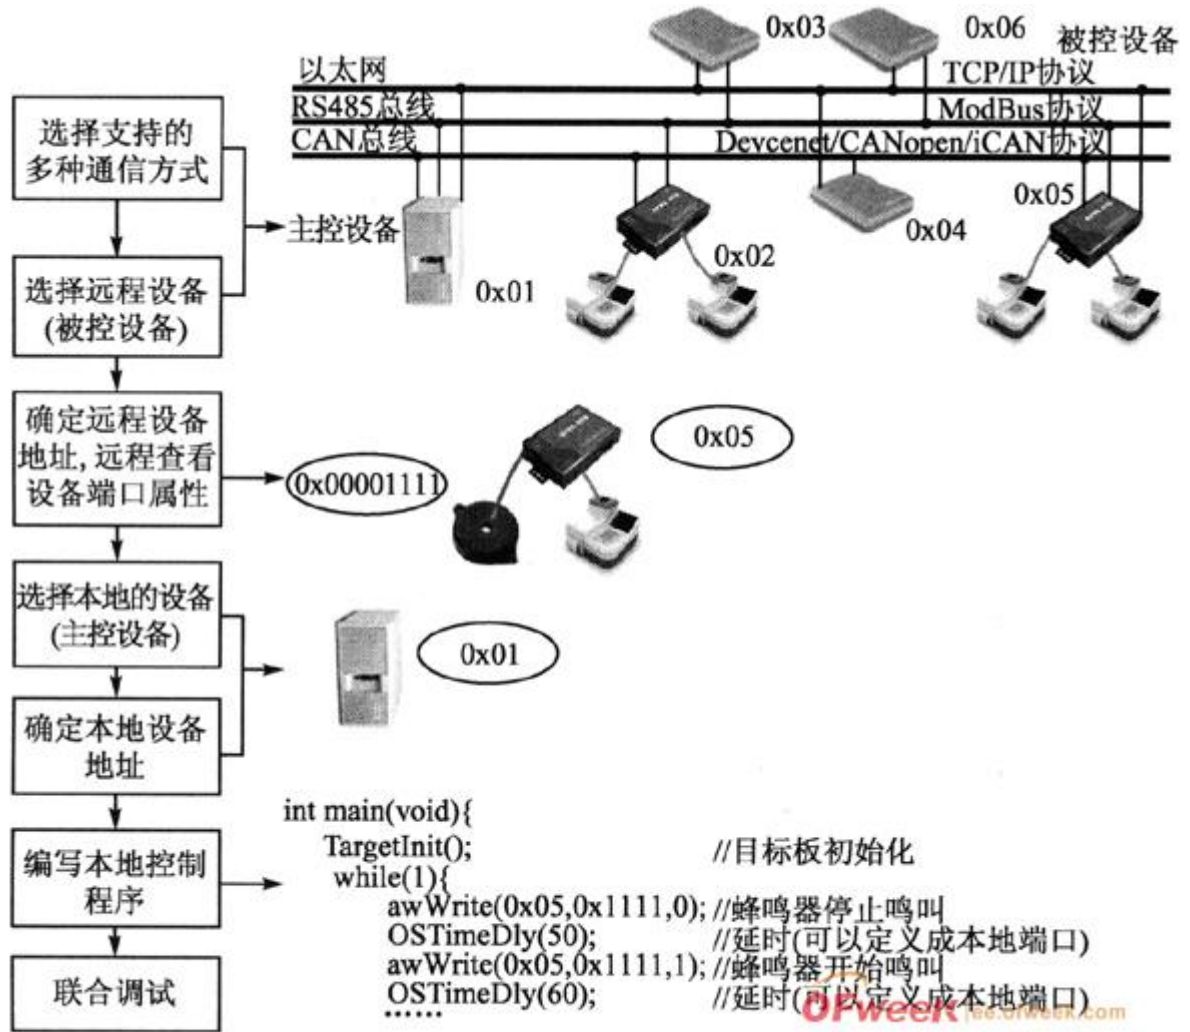 0x03
0x06
被控设备
以太网
TCP/IP协议
RS485总线
ModBus协议
CAN总线
Devcenet/CANopen/iCAN协议
选择支持的
多种通信方式
主控设备
0x01
0x02
0x04
0x05
选择远程设备
(被控设备)
确定远程设备
地址,远程查看
设备端口属性
0x00001111
0x05
选择本地的设备
(主控设备)
0x01
确定本地设备
地址
编写本地控制
程序
联合调试
int main(void){
TargetInit(); //目标板初始化
while(1){
awWrite(0x05,0x1111,0); //蜂鸣器停止鸣叫
OSTimeDly(50); //延时(可以定义成本地端口)
awWrite(0x05,0x1111,1); //蜂鸣器开始鸣叫
OSTimeDly(60); //延时(可以定义成本地端口)
......
OFweek ee.ofweek.com